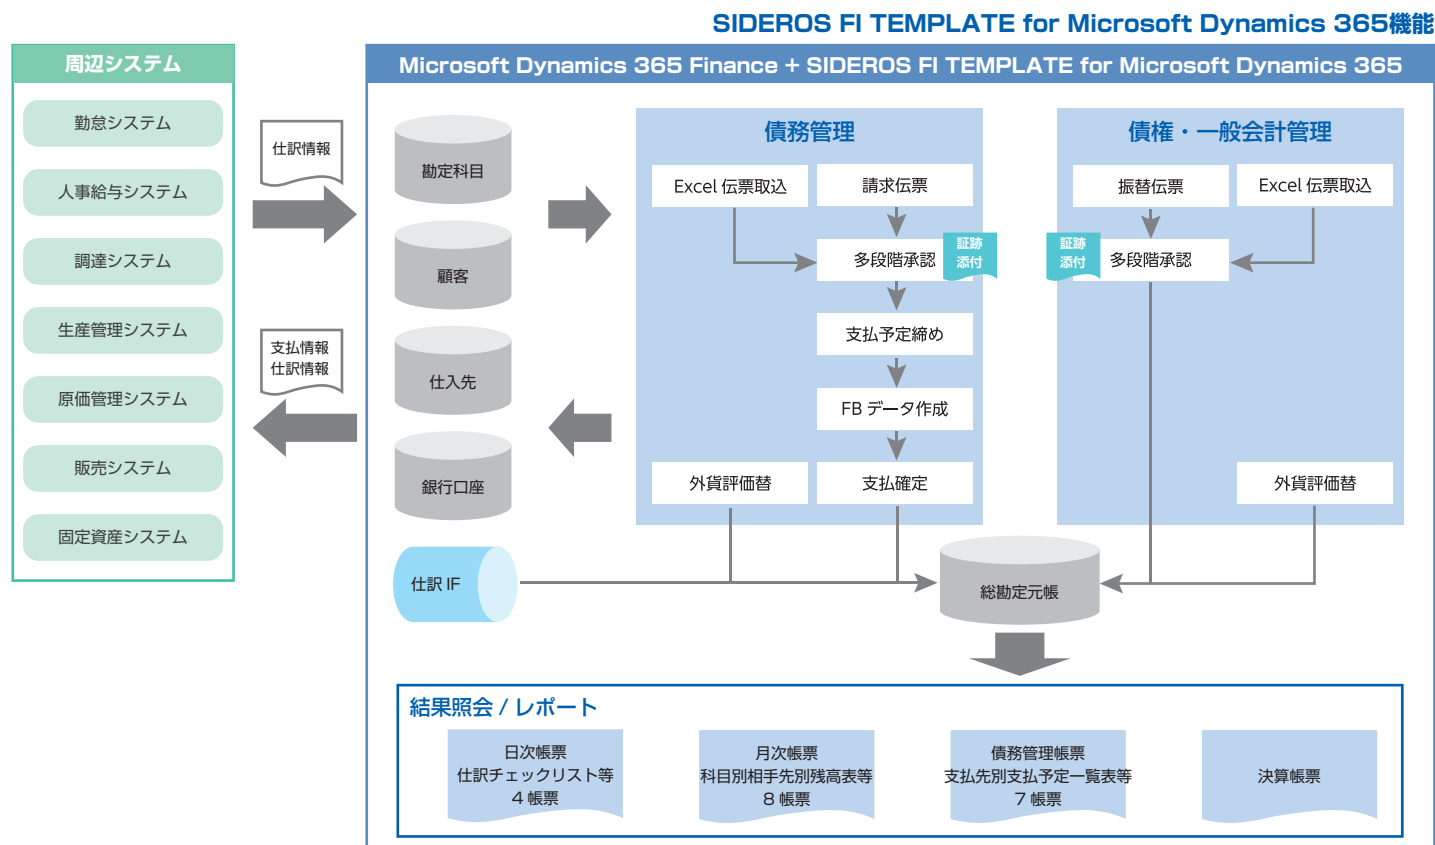 SIDEROS FI TEMPLATE for Microsoft Dynamics 365機能
周辺システム
勤怠システム
人事給与システム
調達システム
生産管理システム
原価管理システム
販売システム
固定資産システム
仕訳情報
支払情報
仕訳情報
Microsoft Dynamics 365 Finance + SIDEROS FI TEMPLATE for Microsoft Dynamics 365
勘定科目
顧客
仕入先
銀行口座
仕訳 IF
債務管理
Excel 伝票取込
請求伝票
多段階承認
証跡
添付
支払予定締め
FB データ作成
外貨評価替
支払確定
債権・一般会計管理
振替伝票
Excel 伝票取込
証跡
添付
多段階承認
外貨評価替
総勘定元帳
結果照会 / レポート
日次帳票
仕訳チェックリスト等
4 帳票
月次帳票
科目別相手先別残高表等
8 帳票
債務管理帳票
支払先別支払予定一覧表等
7 帳票
決算帳票